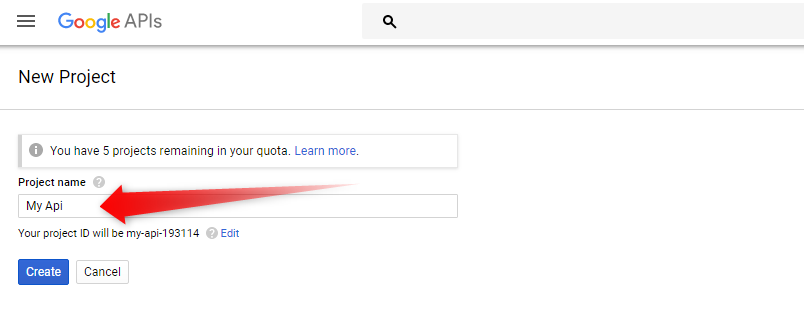 Google APIs
New Project
You have 5 projects remaining in your quota. Learn more.
Project name ?
My Api
Your project ID will be my-api-193114 ? Edit
Create Cancel